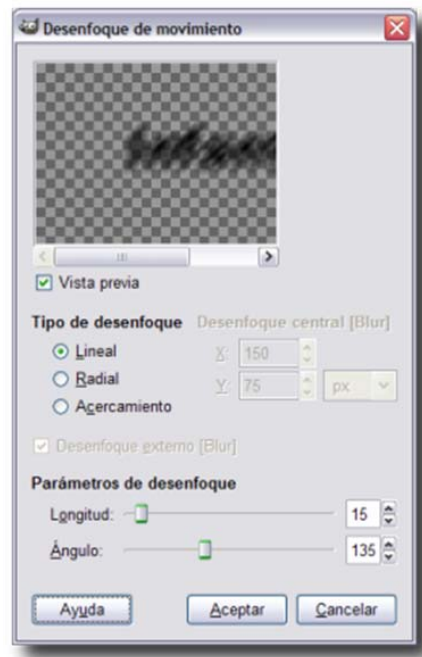 Desenfoque de movimiento
Vista previa
Tipo de desenfoque Desenfoque central [Blur]
Lineal X: 150
Radial Y: 75 px
Acercamiento
Desenfoque externo [Blur]
Parámetros de desenfoque
Longitud: 15
Ángulo: 135
Ayuda Aceptar Cancelar